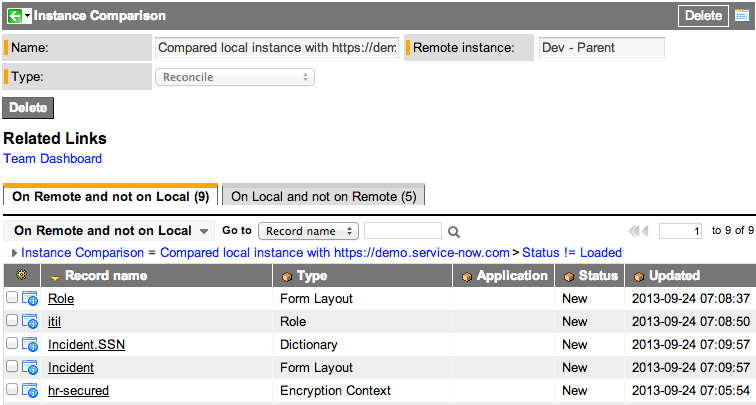 Instance Comparison Delete
Name: Compared local instance with https://dem Remote instance: Dev - Parent
Type: Reconcile
Delete
Related Links
Team Dashboard
On Remote and not on Local (9) On Local and not on Remote (5)
On Remote and not on Local Go to Record name 1 to 9 of 9
Instance Comparison = Compared local instance with https://demo.service-now.com > Status != Loaded
Record name Type Application Status Updated
Role Form Layout New 2013-09-24 07:08:37
itil Role New 2013-09-24 07:08:50
Incident.SSN Dictionary New 2013-09-24 07:09:57
Incident Form Layout New 2013-09-24 07:09:57
hr-secured Encryption Context New 2013-09-24 07:05:54